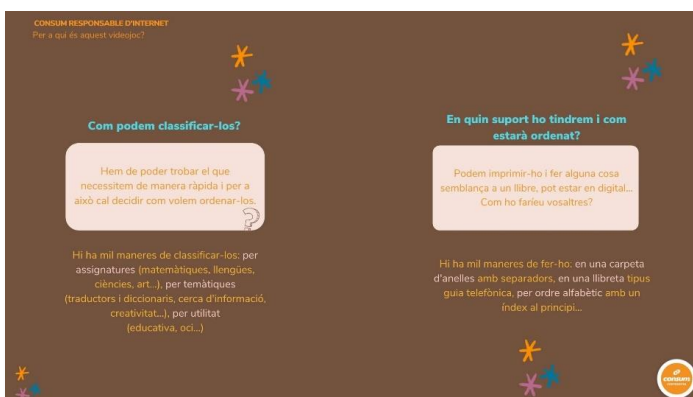 CONSUM RESPONSABLE D'INTERNET
Per a qui és aquest videojoc?
Com podem classificar-los?
Hem de poder trobar el que
necessitem de manera ràpida i per a
això cal decidir com volem ordenar-los.
?
Hi ha mil maneres de classificar-los: per
assignatures (matemàtiques, llengües,
ciències, art...), per temàtiques
(traductors i diccionaris, cerca d'informació,
creativitat...), per utilitat
(educativa, oci...)
En quin suport ho tindrem i com
estarà ordenat?
Podem imprimir-ho i fer alguna cosa
semblança a un llibre, pot estar en digital...
Com ho faríeu vosaltres?
Hi ha mil maneres de fer-ho: en una carpeta
d'anelles amb separadors, en una llibreta tipus
guia telefònica, per ordre alfabètic amb un
índex al principi...
consum